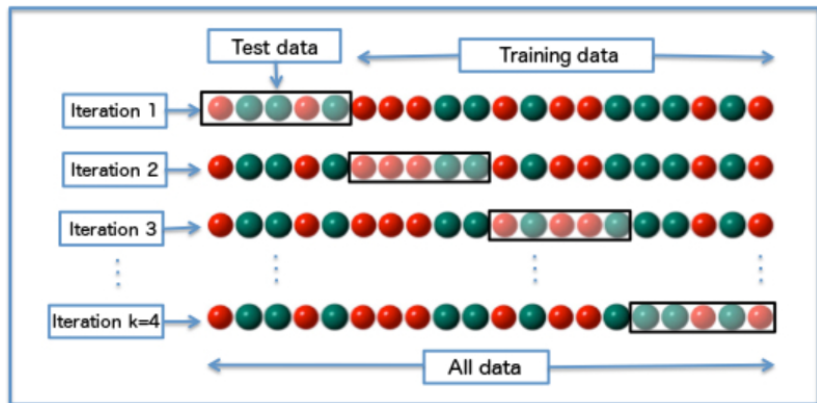 Test data
Training data
Iteration 1
Iteration 2
Iteration 3
Iteration k=4
All data